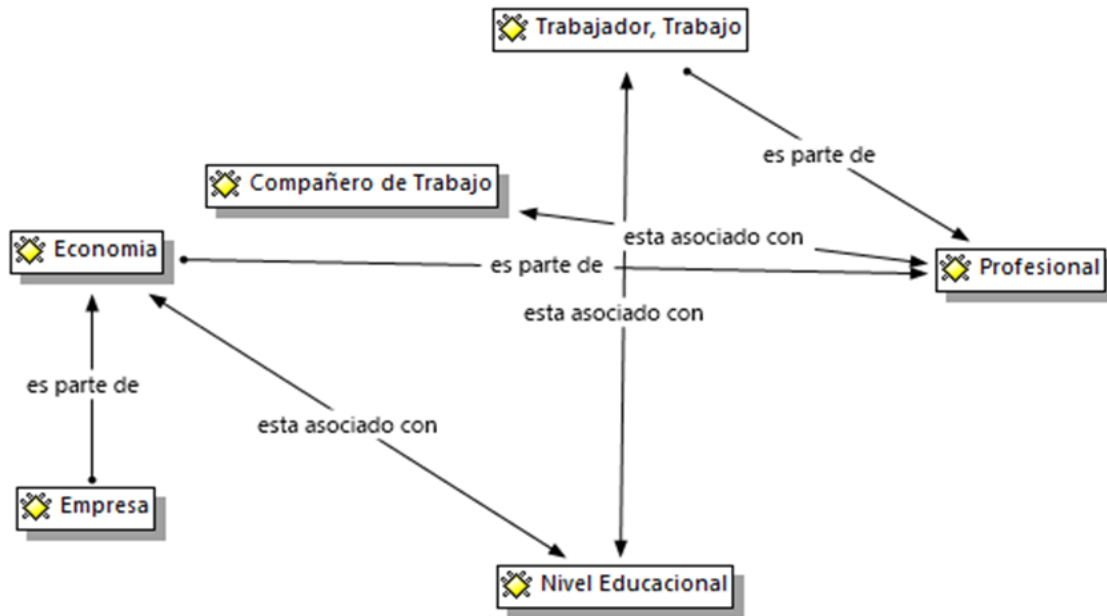 Trabajador, Trabajo
es parte de
Compañero de Trabajo
esta asociado con
Economia
es parte de
Profesional
esta asociado con
es parte de
esta asociado con
Empresa
Nivel Educacional